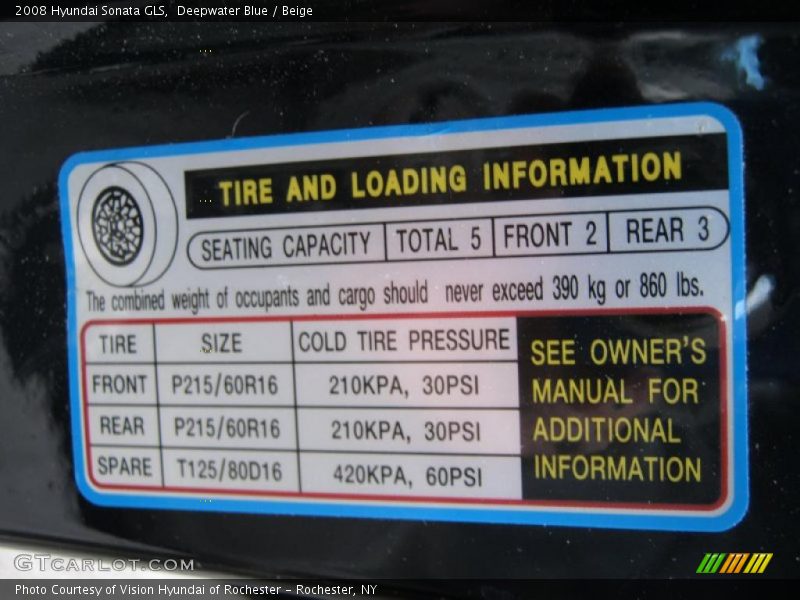 2008 Hyundai Sonata GLS, Deepwater Blue / Beige
TIRE AND LOADING INFORMATION
SEATING CAPACITY TOTAL 5 FRONT 2 REAR 3
The combined weight of occupants and cargo should never exceed 390 kg or 860 lbs.
TIRE SIZE COLD TIRE PRESSURE
FRONT P215/60R16 210KPA, 30PSI
REAR P215/60R16 210KPA, 30PSI
SPARE T125/80D16 420KPA, 60PSI
SEE OWNER'S
MANUAL FOR
ADDITIONAL
INFORMATION
GTCARLOT.COM
Photo Courtesy of Vision Hyundai of Rochester - Rochester, NY